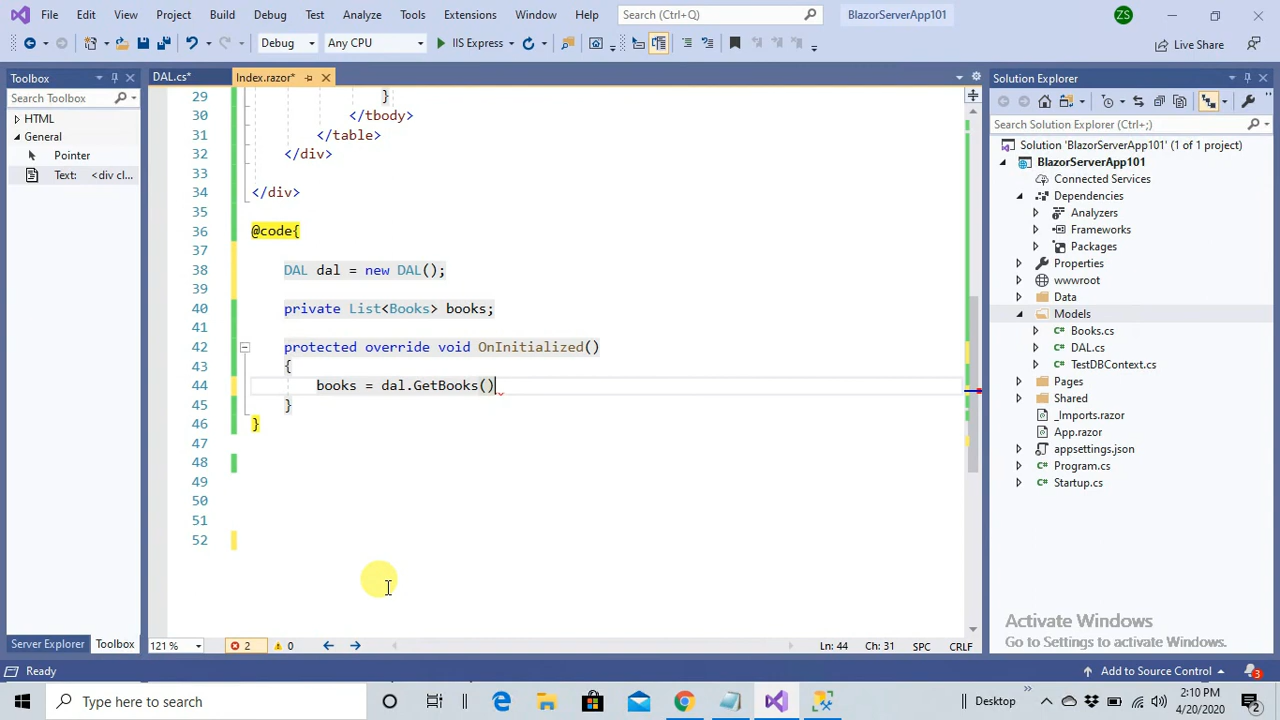 File Edit View Project Build Debug Test Analyze Tools Extensions Window Help Search (Ctrl+Q) BlazorServerApp101 ZS
Debug Any CPU IIS Express Live Share
Toolbox
Search Toolbox
HTML
General
Pointer
Text: <div cl...
DAL.cs* Index.razor*
29 }
30 </tbody>
31 </table>
32 </div>
33
34 </div>
35
36 @code{
37
38 DAL dal = new DAL();
39
40 private List<Books> books;
41
42 protected override void OnInitialized()
43 {
44 books = dal.GetBooks()
45 }
46 }
47
48
49
50
51
52
Solution Explorer
Search Solution Explorer (Ctrl+;)
Solution 'BlazorServerApp101' (1 of 1 project)
BlazorServerApp101
Connected Services
Dependencies
Analyzers
Frameworks
Packages
Properties
wwwroot
Data
Models
Books.cs
DAL.cs
TestDBContext.cs
Pages
Shared
_Imports.razor
App.razor
appsettings.json
Program.cs
Startup.cs
Activate Windows
Go to Settings to activate Windows.
Server Explorer Toolbox
121 % 2 0 Ln: 44 Ch: 31 SPC CRLF
Ready Add to Source Control 3
Type here to search Desktop 2:10 PM
4/20/2020 2